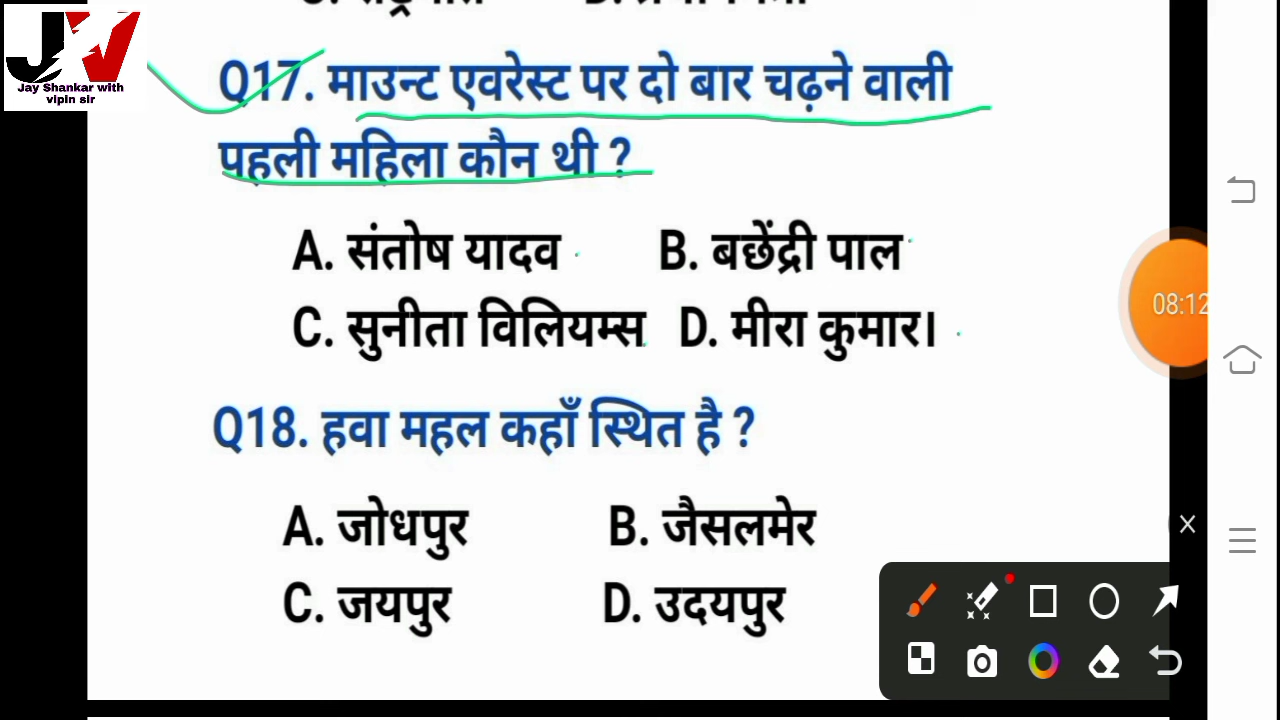 Jay Shankar with
vipin sir
Q17. माउन्ट एवरेस्ट पर दो बार चढ़ने वाली
पहली महिला कौन थी ?
A. संतोष यादव B. बछेंद्री पाल
C. सुनीता विलियम्स D. मीरा कुमार।
08:12
Q18. हवा महल कहाँ स्थित है ?
A. जोधपुर B. जैसलमेर
C. जयपुर D. उदयपुर